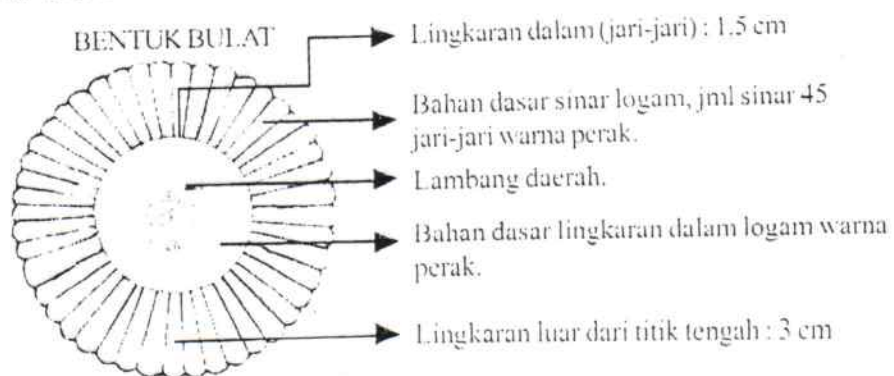 BENTUK BULAT
Lingkaran dalam (jari-jari) : 1.5 cm
Bahan dasar sinar logam, jml sinar 45
jari-jari warna perak.
Lambang daerah.
Bahan dasar lingkaran dalam logam warna
perak.
Lingkaran luar dari titik tengah : 3 cm